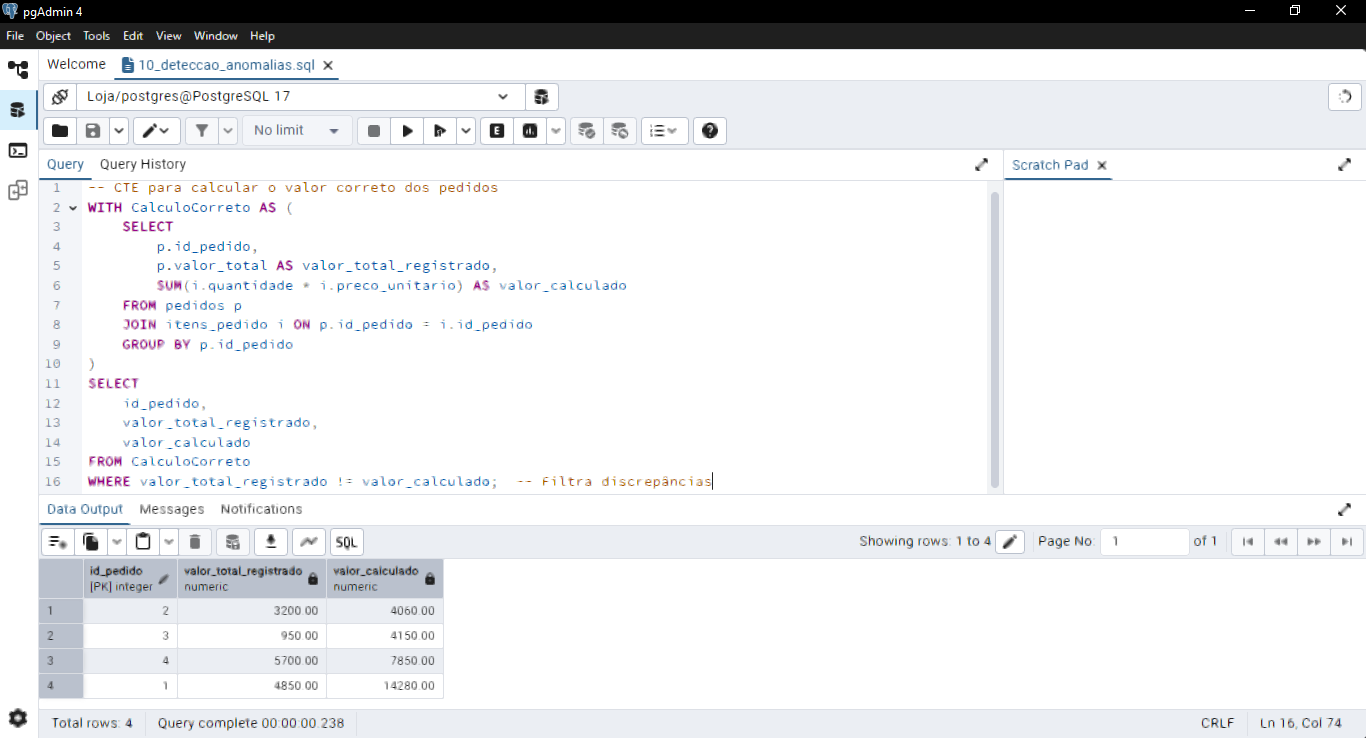 pgAdmin 4
File Object Tools Edit View Window Help
Welcome 10_deteccao_anomalias.sql
Loja/postgres@PostgreSQL 17
No limit
Query Query History
Scratch Pad
1 -- CTE para calcular o valor correto dos pedidos
2 WITH CalculoCorreto AS (
3 SELECT
4 p.id_pedido,
5 p.valor_total AS valor_total_registrado,
6 SUM(i.quantidade * i.preco_unitario) AS valor_calculado
7 FROM pedidos p
8 JOIN itens_pedido i ON p.id_pedido = i.id_pedido
9 GROUP BY p.id_pedido
10 )
11 SELECT
12 id_pedido,
13 valor_total_registrado,
14 valor_calculado
15 FROM CalculoCorreto
16 WHERE valor_total_registrado != valor_calculado; -- Filtra discrepâncias
Data Output Messages Notifications
SQL
Showing rows: 1 to 4 Page No: 1 of 1
id_pedido valor_total_registrado valor_calculado
[PK] integer numeric numeric
1 2 3200.00 4060.00
2 3 950.00 4150.00
3 4 5700.00 7850.00
4 1 4850.00 14280.00
Total rows: 4 Query complete 00:00:00.238 CRLF Ln 16, Col 74